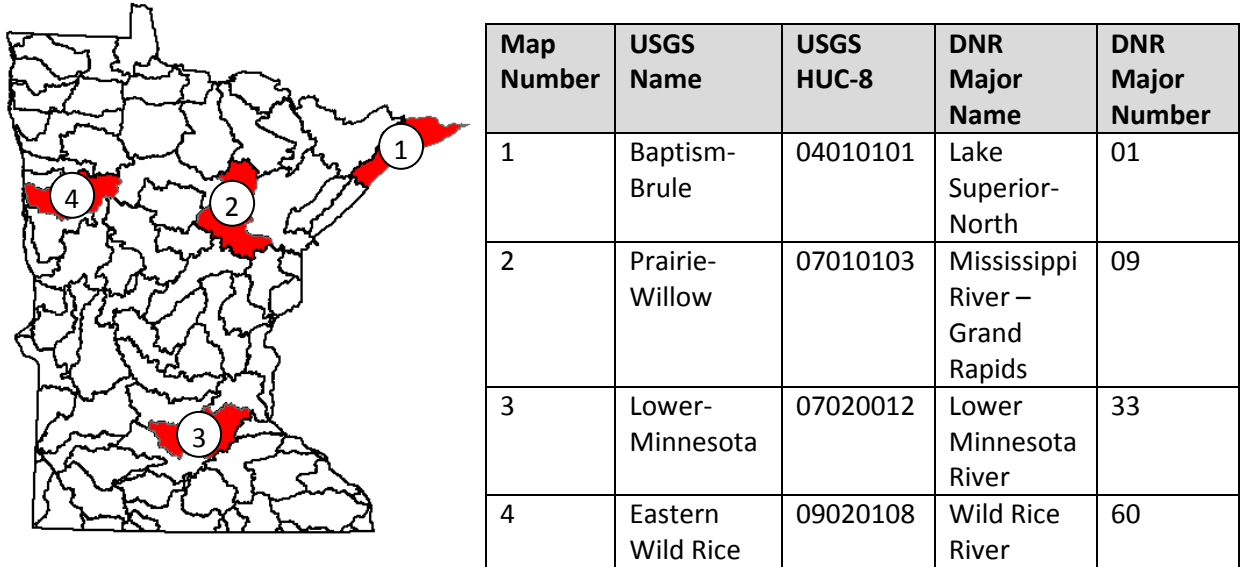 1
2
3
4
Map Number USGS Name USGS HUC-8 DNR Major Name DNR Major Number
1 Baptism-Brule 04010101 Lake Superior-North 01
2 Prairie-Willow 07010103 Mississippi River – Grand Rapids 09
3 Lower-Minnesota 07020012 Lower Minnesota River 33
4 Eastern Wild Rice 09020108 Wild Rice River 60